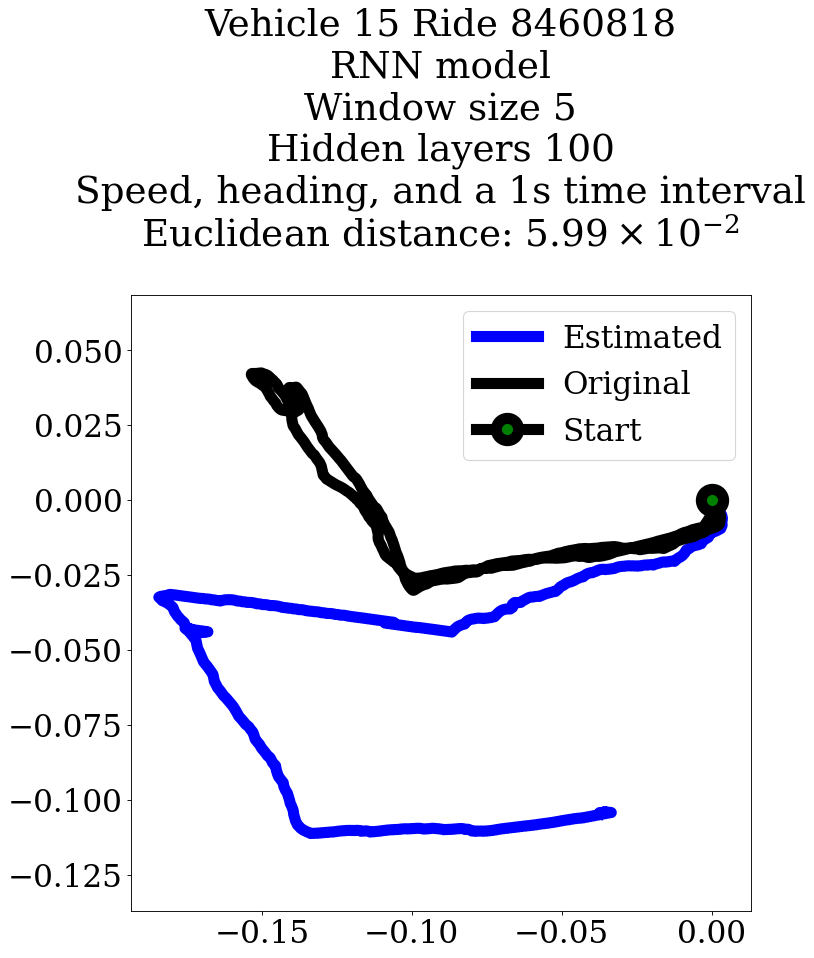 Vehicle 15 Ride 8460818
RNN model
Window size 5
Hidden layers 100
Speed, heading, and a 1s time interval
Euclidean distance: 5.99 × 10⁻²
Estimated
Original
Start
0.050
0.025
0.000
−0.025
−0.050
−0.075
−0.100
−0.125
−0.15 −0.10 −0.05 0.00